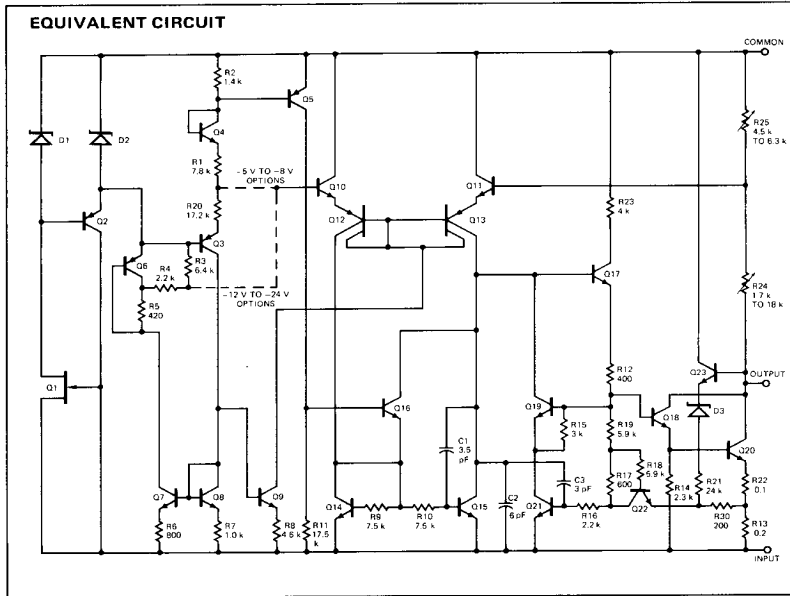 EQUIVALENT CIRCUIT
COMMON
R2
1.4 k
Q5
Q4
D1
D2
R25
4.5 k
TO 6.3 k
R1
7.8 k
-5 V TO -8 V
OPTIONS
Q10
Q11
R20
17.2 k
R23
4 k
Q2
Q12
Q13
Q3
Q6
R4
2.2 k
R3
6.4 k
Q17
R24
1.7 k
TO 18 k
-12 V TO -24 V
OPTIONS
R5
420
Q1
R12
400
Q23
OUTPUT
Q16
Q19
Q18
D3
R15
3 k
R19
5.9 k
C1
3.5
pF
Q20
Q7
Q8
Q9
C3
3 pF
R17
600
R18
5.9 k
R14
2.3 k
R21
24 k
R22
0.1
Q14
R9
7.5 k
R10
7.5 k
Q15
C2
6 pF
Q21
R16
2.2 k
Q22
R30
200
R6
800
R7
1.0 k
R8
4.6 k
R11
17.5
k
R13
0.2
INPUT